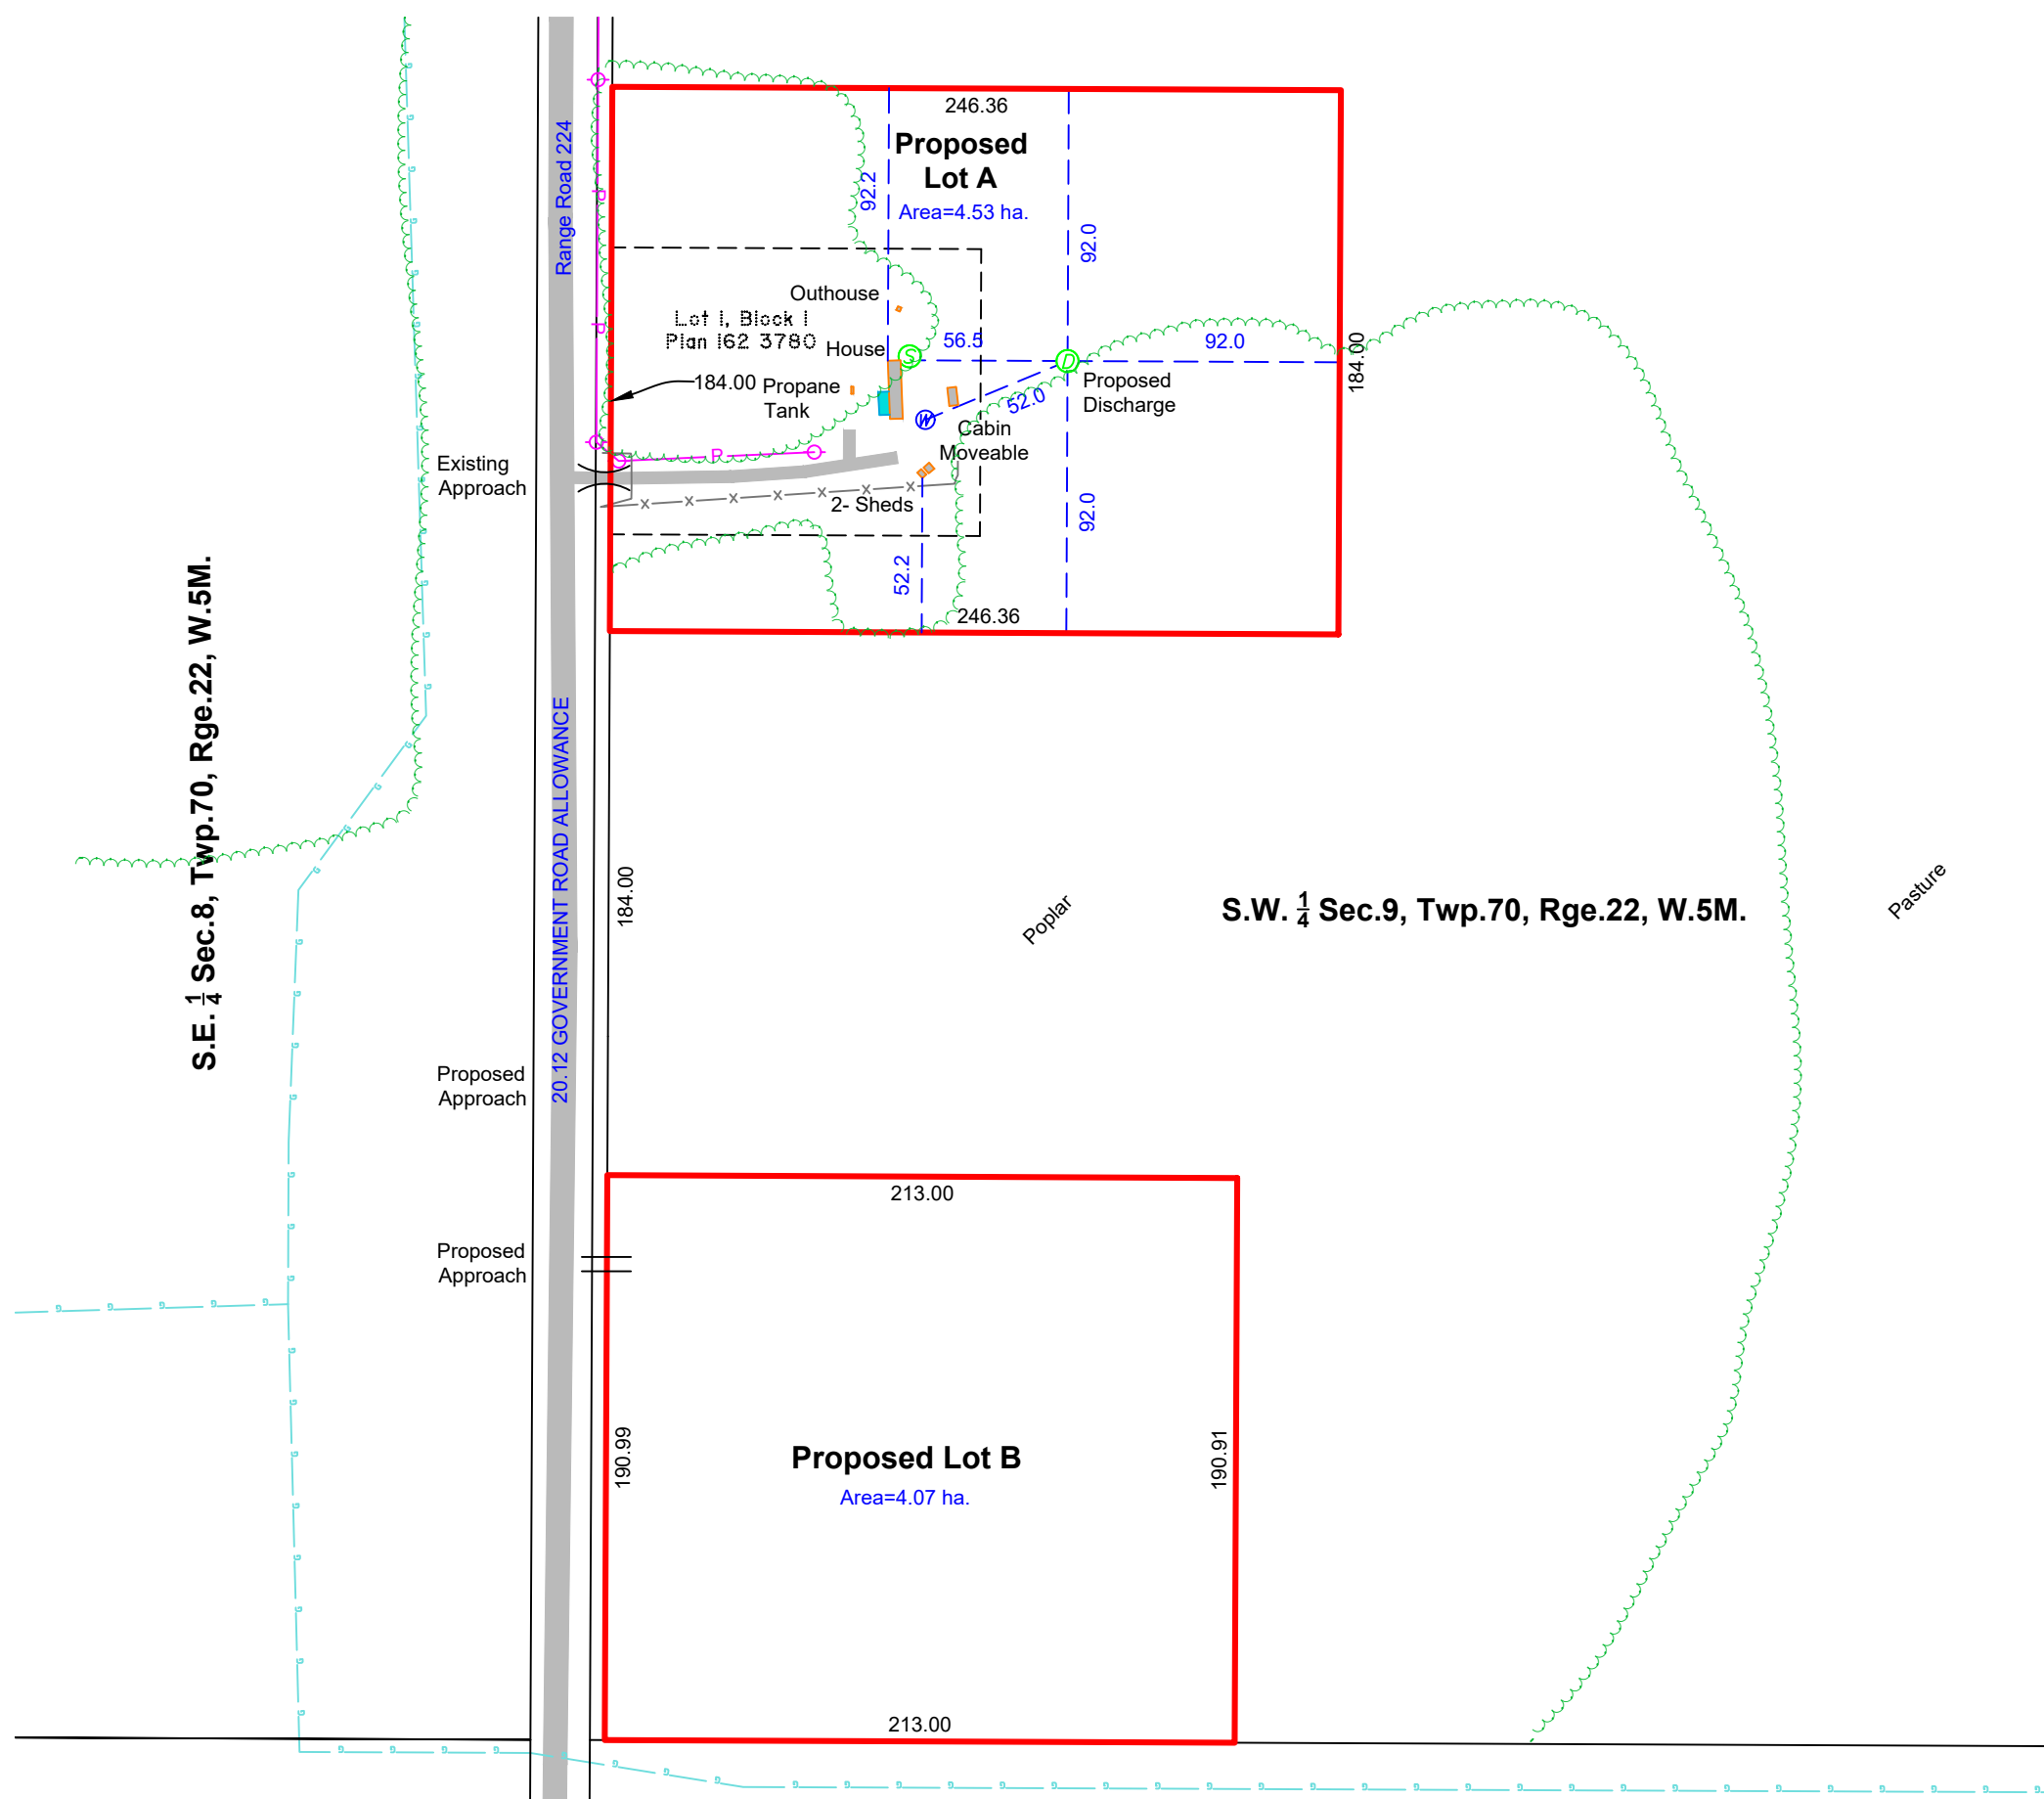 246.36
Proposed
Lot A
Area=4.53 ha.
Range Road 224
92.2
92.0
P
P
Outhouse
Lot 1, Block 1
Plan 162 3780
House
S
56.5
D
92.0
184.00
184.00
Propane
Tank
Proposed
Discharge
52.0
W
Cabin
Moveable
P
Existing
Approach
2- Sheds
92.0
52.2
246.36
S.E. 1/4 Sec.8, Twp.70, Rge.22, W.5M.
20.12 GOVERNMENT ROAD ALLOWANCE
184.00
Poplar
S.W. 1/4 Sec.9, Twp.70, Rge.22, W.5M.
Pasture
Proposed
Approach
213.00
Proposed
Approach
190.99
Proposed Lot B
Area=4.07 ha.
190.91
213.00